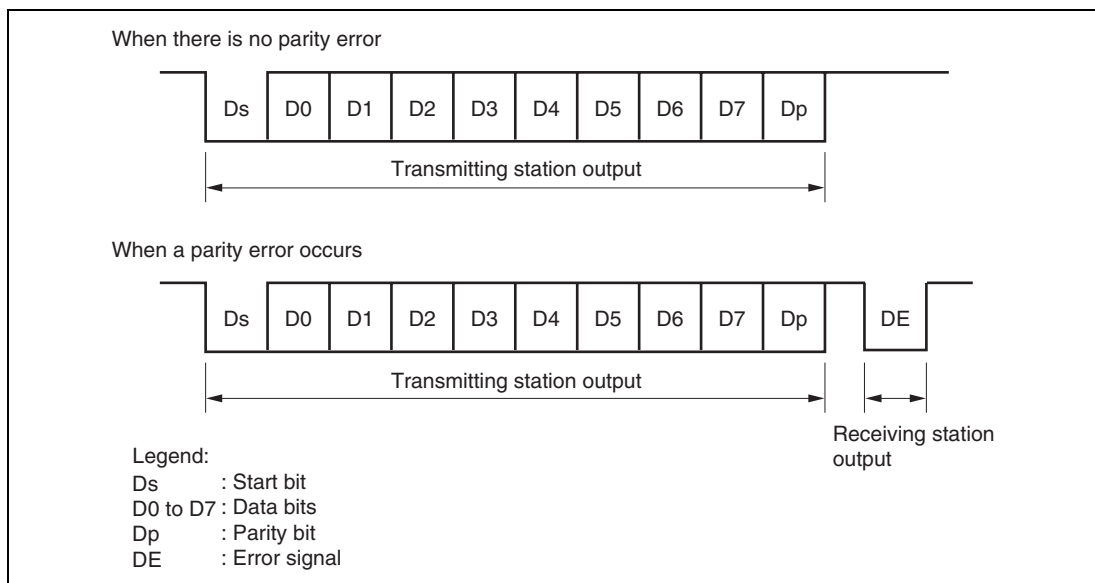 When there is no parity error
Ds D0 D1 D2 D3 D4 D5 D6 D7 Dp
Transmitting station output
When a parity error occurs
Ds D0 D1 D2 D3 D4 D5 D6 D7 Dp DE
Transmitting station output
Receiving station
output
Legend:
Ds : Start bit
D0 to D7 : Data bits
Dp : Parity bit
DE : Error signal